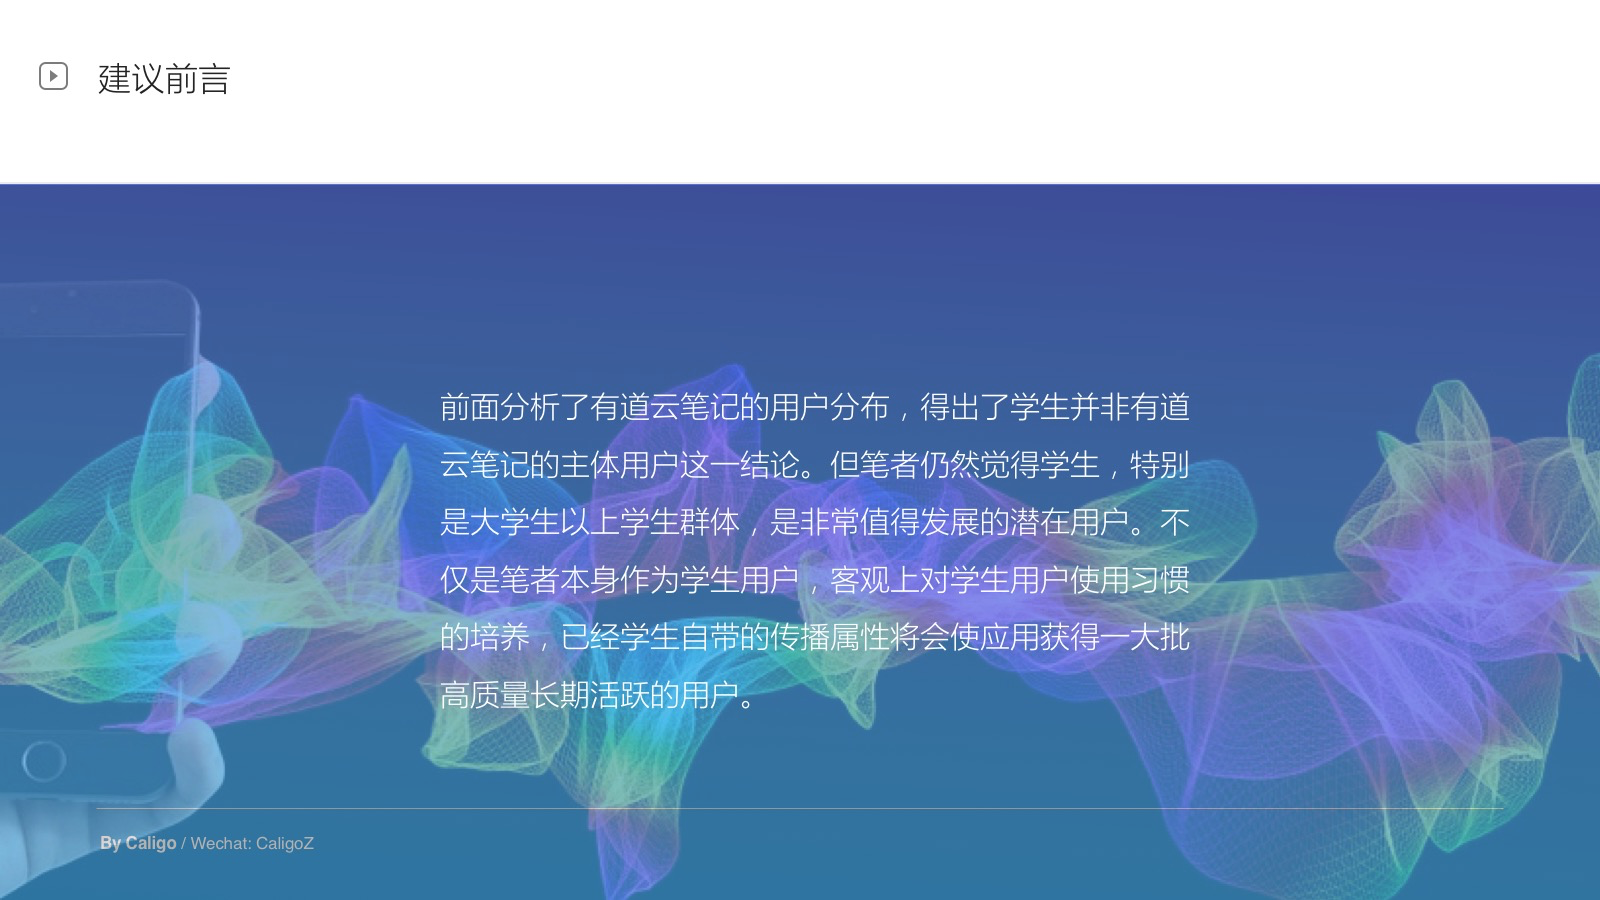 建议前言
前面分析了有道云笔记的用户分布，得出了学生并非有道
云笔记的主体用户这一结论。但笔者仍然觉得学生，特别
是大学生以上学生群体，是非常值得发展的潜在用户。不
仅是笔者本身作为学生用户，客观上对学生用户使用习惯
的培养，已经学生自带的传播属性将会使应用获得一大批
高质量长期活跃的用户。
By Caligo / Wechat: CaligoZ